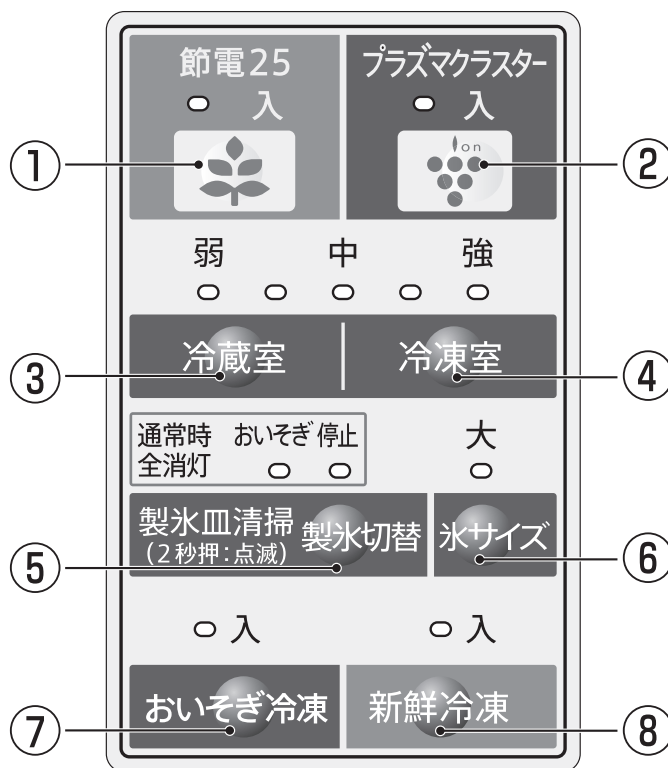 節電25
入
プラズマクラスター
入
ion
①
②
弱 中 強
冷蔵室
冷凍室
③
④
通常時
全消灯
おいそぎ 停止
大
製氷皿清掃
(2秒押:点滅)
製氷切替
氷サイズ
⑤
⑥
入
入
おいそぎ冷凍
新鮮冷凍
⑦
⑧